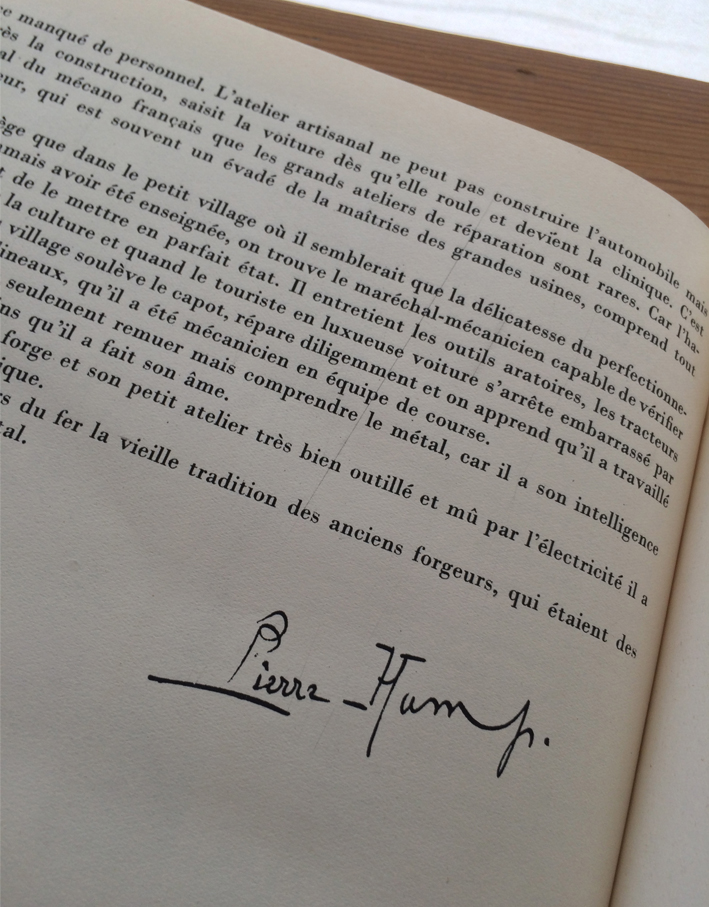 ce manqué de personnel. L'atelier artisanal ne peut pas construire l'automobile mais
ès la construction, saisit la voiture dès qu'elle roule et devient la clinique. C'est
al du mécano français que les grands ateliers de réparation sont rares. Car l'ha-
eur, qui est souvent un évadé de la maîtrise des grandes usines, comprend tout
ège que dans le petit village où il semblerait que la délicatesse du perfectionne-
amais avoir été enseignée, on trouve le maréchal-mécanicien capable de vérifier
t de le mettre en parfait état. Il entretient les outils aratoires, les tracteurs
la culture et quand le touriste en luxueuse voiture s'arrête embarrassé par
village soulève le capot, répare diligemment et on apprend qu'il a travaillé
lineaux, qu'il a été mécanicien en équipe de course.
seulement remuer mais comprendre le métal, car il a son intelligence
ns qu'il a fait son âme.
forge et son petit atelier très bien outillé et mû par l'électricité il a
ique.
s du fer la vieille tradition des anciens forgeurs, qui étaient des
tal.
Pierre-Hamp.